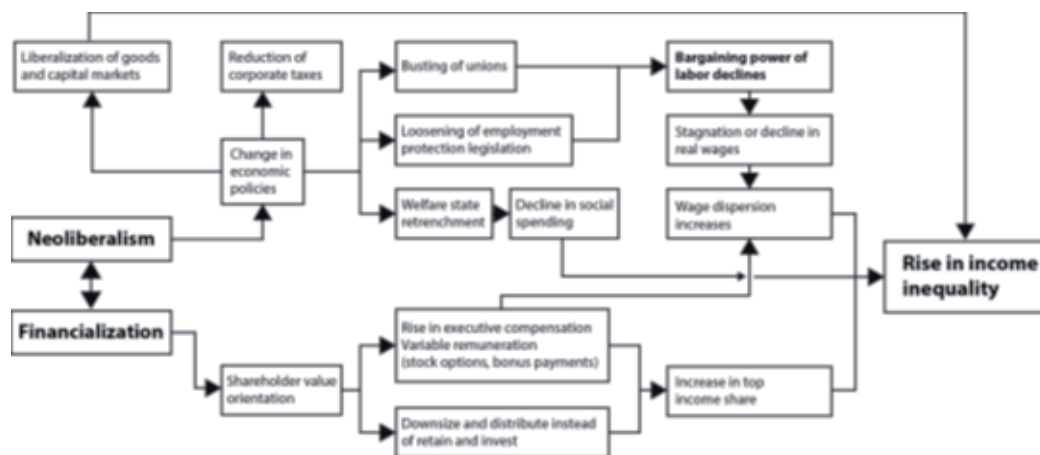 Liberalization of goods
and capital markets
Reduction of
corporate taxes
Busting of unions
Bargaining power of
labor declines
Loosening of employment
protection legislation
Stagnation or decline in
real wages
Change in
economic
policies
Welfare state
retrenchment
Decline in social
spending
Wage dispersion
increases
Neoliberalism
Rise in income
inequality
Financialization
Rise in executive compensation
Variable remuneration
(stock options, bonus payments)
Shareholder value
orientation
Increase in top
income share
Downsize and distribute instead
of retain and invest